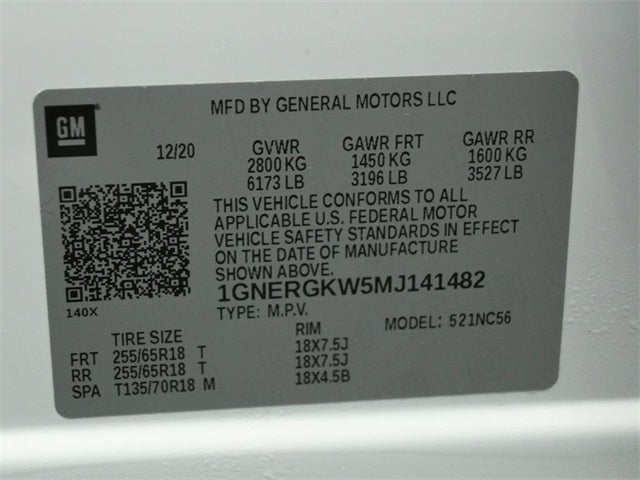 GM
MFD BY GENERAL MOTORS LLC
12/20 GVWR GAWR FRT GAWR RR
2800 KG 1450 KG 1600 KG
6173 LB 3196 LB 3527 LB
THIS VEHICLE CONFORMS TO ALL
APPLICABLE U.S. FEDERAL MOTOR
VEHICLE SAFETY STANDARDS IN EFFECT
ON THE DATE OF MANUFACTURE
SHOWN ABOVE.
1GNERGKW5MJ141482
140X
TYPE: M.P.V.
MODEL: 521NC56
TIRE SIZE RIM
FRT 255/65R18 T 18X7.5J
RR 255/65R18 T 18X7.5J
SPA T135/70R18 M 18X4.5B